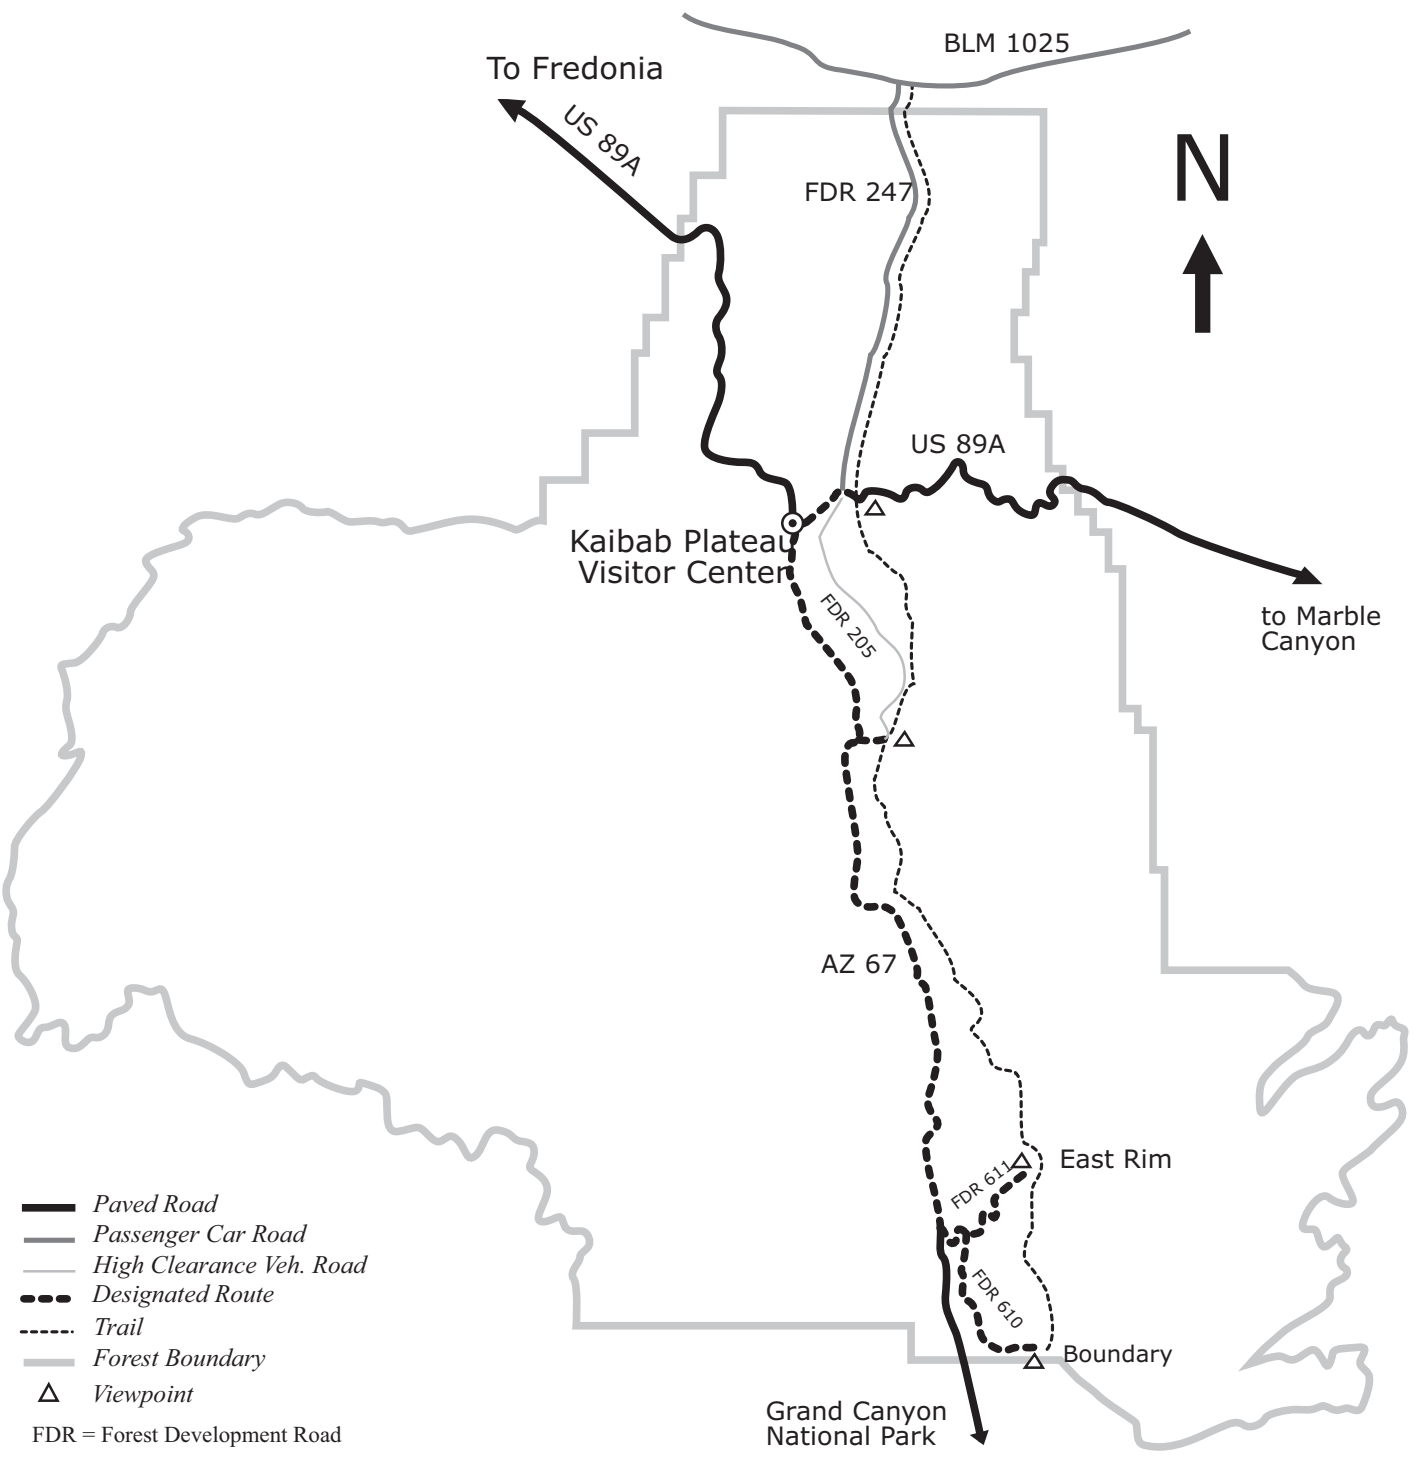 BLM 1025
To Fredonia
US 89A
N
FDR 247
US 89A
Kaibab Plateau
Visitor Center
FDR 205
to Marble
Canyon
AZ 67
East Rim
FDR 611
FDR 610
Boundary
Grand Canyon
National Park
Paved Road
Passenger Car Road
High Clearance Veh. Road
Designated Route
Trail
Forest Boundary
Viewpoint
FDR = Forest Development Road